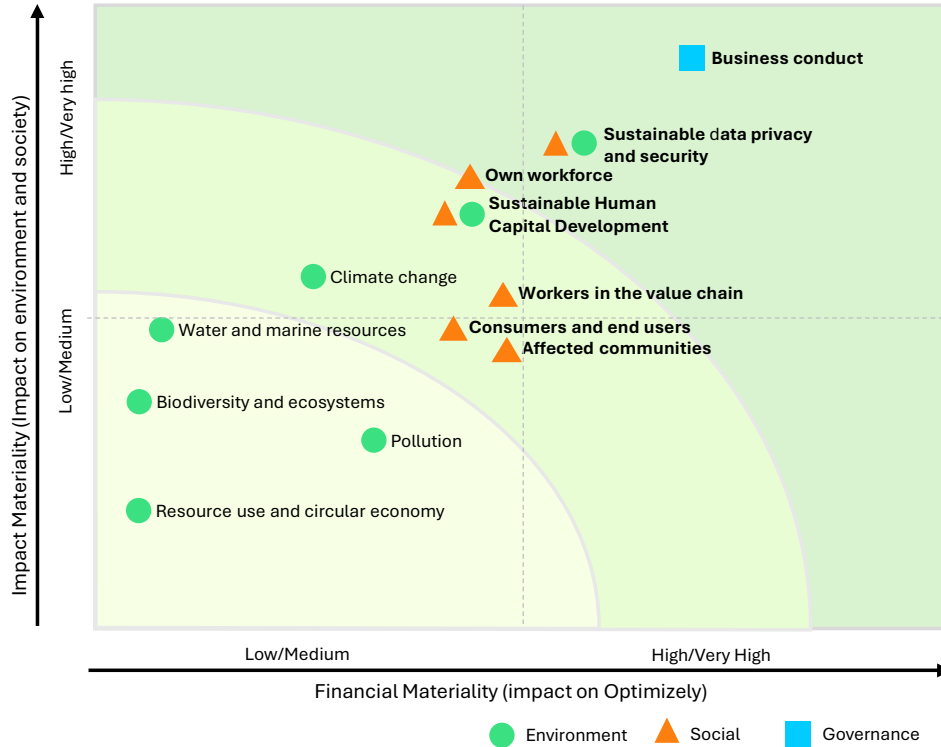 Impact Materiality (Impact on environment and society)
High/Very high
Low/Medium
Business conduct
Sustainable data privacy
and security
Own workforce
Sustainable Human
Capital Development
Climate change
Workers in the value chain
Water and marine resources
Consumers and end users
Affected communities
Biodiversity and ecosystems
Pollution
Resource use and circular economy
Low/Medium
High/Very High
Financial Materiality (impact on Optimizely)
Environment
Social
Governance